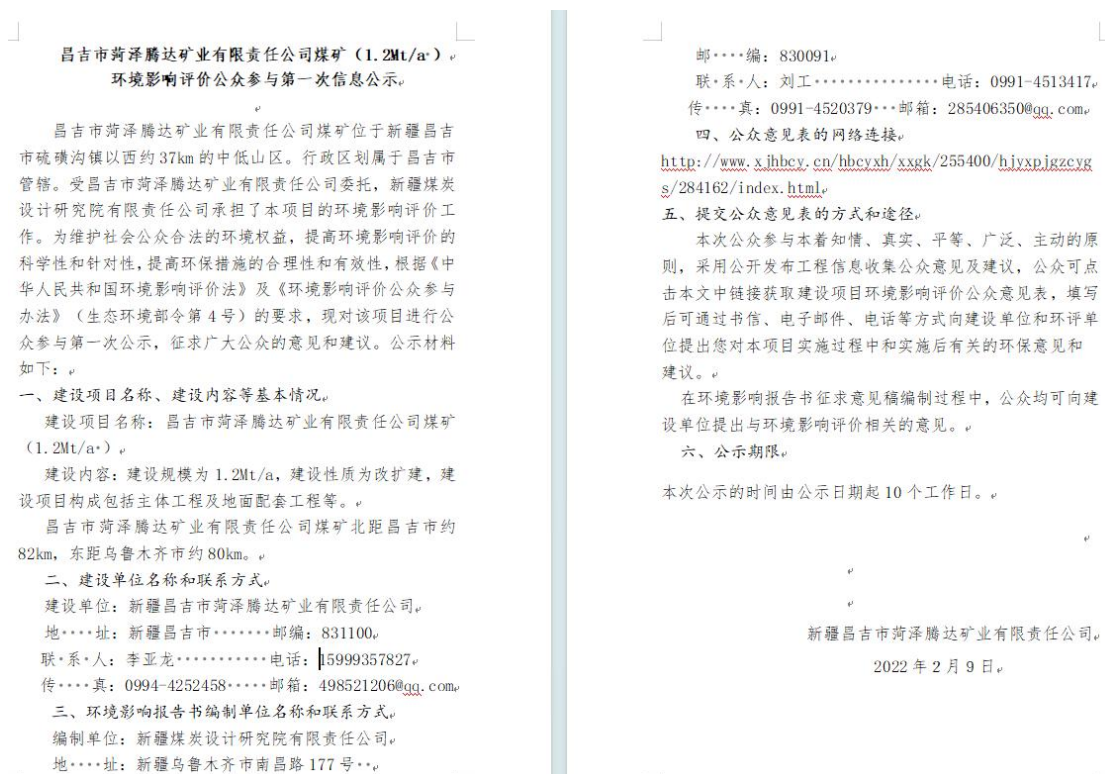 昌吉市菏泽腾达矿业有限责任公司煤矿（1.2Mt/a）
环境影响评价公众参与第一次信息公示
昌吉市菏泽腾达矿业有限责任公司煤矿位于新疆昌吉
市硫磺沟镇以西约37km的中低山区。行政区划属于昌吉市
管辖。受昌吉市菏泽腾达矿业有限责任公司委托，新疆煤炭
设计研究院有限责任公司承担了本项目的环境影响评价工
作。为维护社会公众合法的环境权益，提高环境影响评价的
科学性和针对性，提高环保措施的合理性和有效性，根据《中
华人民共和国环境影响评价法》及《环境影响评价公众参与
办法》（生态环境部令第4号）的要求，现对该项目进行公
众参与第一次公示，征求广大公众的意见和建议。公示材料
如下：
一、建设项目名称、建设内容等基本情况
建设项目名称：昌吉市菏泽腾达矿业有限责任公司煤矿
（1.2Mt/a）
建设内容：建设规模为1.2Mt/a，建设性质为改扩建，建
设项目构成包括主体工程及地面配套工程等。
昌吉市菏泽腾达矿业有限责任公司煤矿北距昌吉市约
82km，东距乌鲁木齐市约80km。
二、建设单位名称和联系方式
建设单位：新疆昌吉市菏泽腾达矿业有限责任公司
地····址：新疆昌吉市·······邮编：831100
联·系·人：李亚龙···········电话：15999357827
传····真：0994-4252458·····邮箱：498521206@qq.com
三、环境影响报告书编制单位名称和联系方式
编制单位：新疆煤炭设计研究院有限责任公司
地····址：新疆乌鲁木齐市南昌路177号··
邮····编：830091
联·系·人：刘工···············电话：0991-4513417
传····真：0991-4520379···邮箱：285406350@qq.com
四、公众意见表的网络连接
http://www.xjhbcy.cn/hbcyxh/xxgk/255400/hjyxpjgzcyg
s/284162/index.html
五、提交公众意见表的方式和途径
本次公众参与本着知情、真实、平等、广泛、主动的原
则，采用公开发布工程信息收集公众意见及建议，公众可点
击本文中链接获取建设项目环境影响评价公众意见表，填写
后可通过书信、电子邮件、电话等方式向建设单位和环评单
位提出您对本项目实施过程中和实施后有关的环保意见和
建议。
在环境影响报告书征求意见稿编制过程中，公众均可向建
设单位提出与环境影响评价相关的意见。
六、公示期限
本次公示的时间由公示日期起10个工作日。
新疆昌吉市菏泽腾达矿业有限责任公司
2022年2月9日